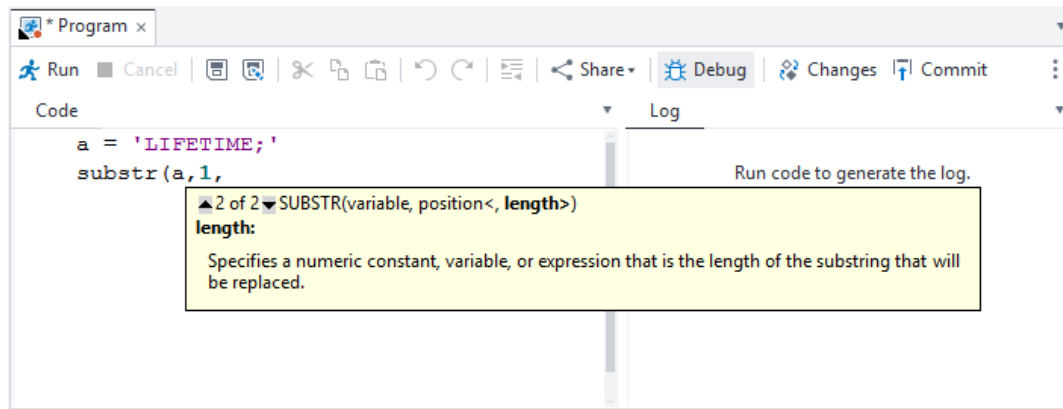 * Program ×
Run Cancel Share Debug Changes Commit
Code
Log
a = 'LIFETIME;'
substr(a,1,
Run code to generate the log.
▲2 of 2▼SUBSTR(variable, position<, length>)
length:
Specifies a numeric constant, variable, or expression that is the length of the substring that will
be replaced.